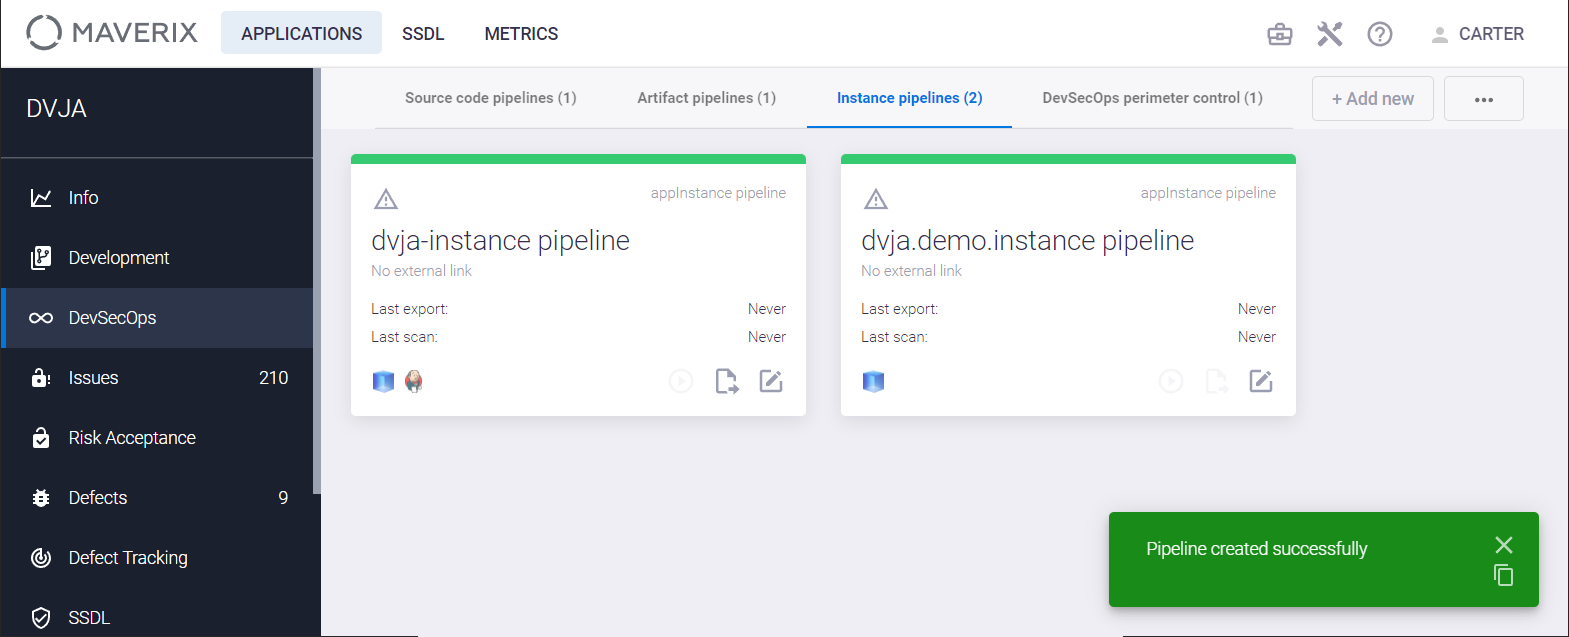 MAVERIX
APPLICATIONS
SSDL
METRICS
CARTER
DVJA
Info
Development
DevSecOps
Issues 210
Risk Acceptance
Defects 9
Defect Tracking
SSDL
Source code pipelines (1)
Artifact pipelines (1)
Instance pipelines (2)
DevSecOps perimeter control (1)
+ Add new
•••
appInstance pipeline
dvja-instance pipeline
No external link
Last export: Never
Last scan: Never
appInstance pipeline
dvja.demo.instance pipeline
No external link
Last export: Never
Last scan: Never
Pipeline created successfully